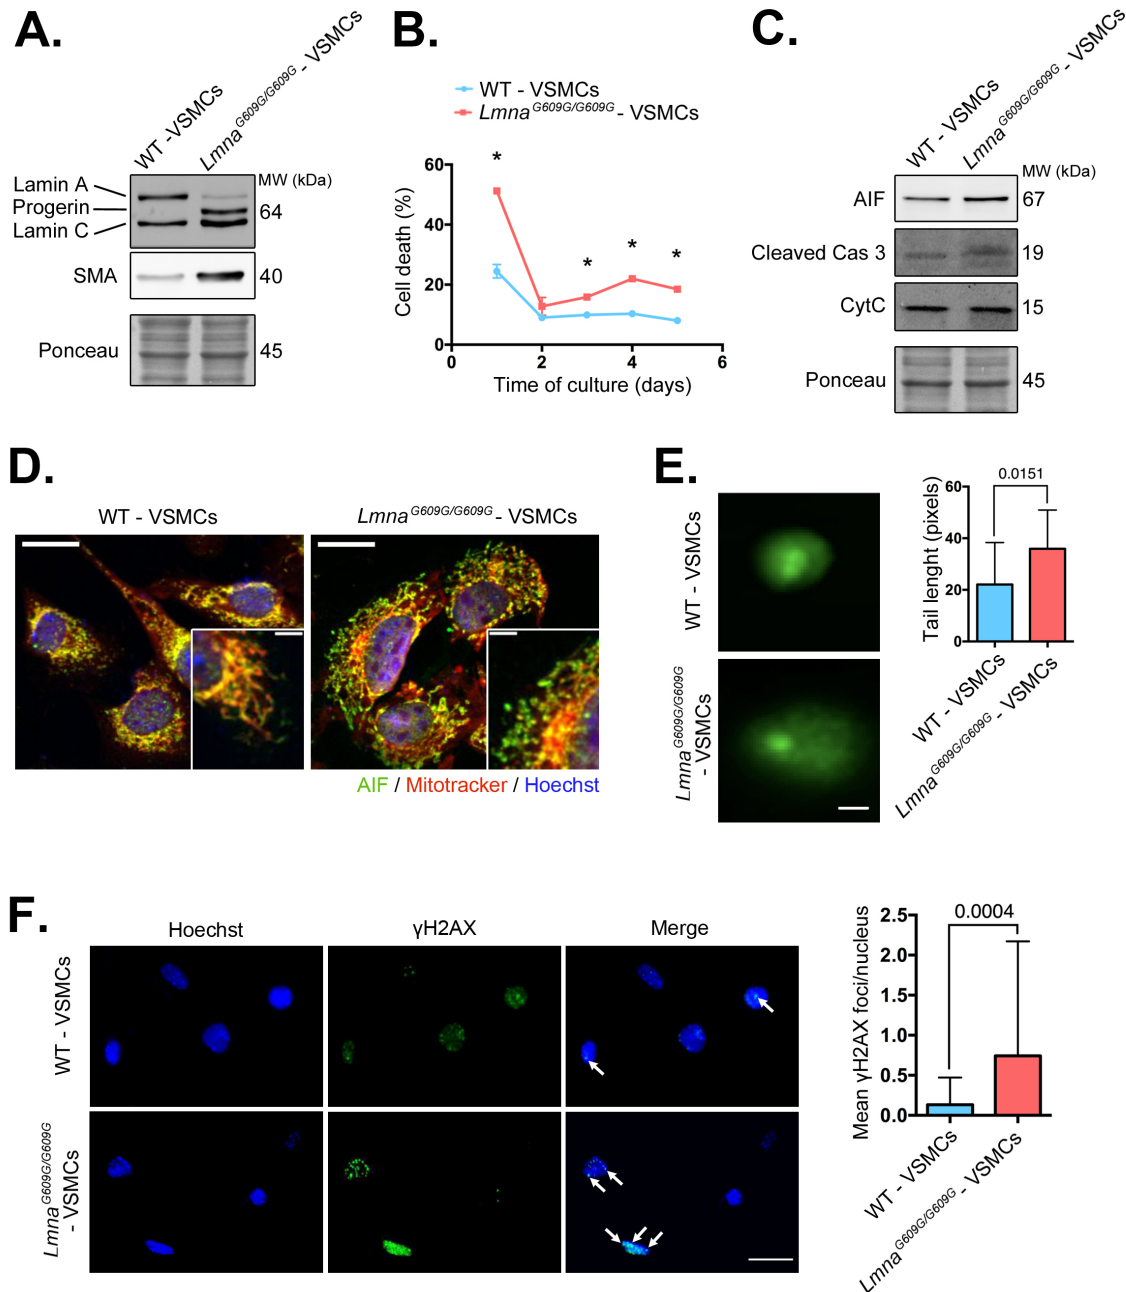 A.
WT -VSMCs
Lmna G609G/G609G - VSMCs
MW (kDa)
Lamin A
Progerin
Lamin C
64
SMA
40
Ponceau
45
B.
WT - VSMCs
Lmna G609G/G609G - VSMCs
Cell death (%)
60
40
20
0
* * * *
0 2 4 6
Time of culture (days)
C.
WT - VSMCs
Lmna G609G/G609G - VSMCs
MW (kDa)
AIF
67
Cleaved Cas 3
19
CytC
15
Ponceau
45
D.
WT - VSMCs
Lmna G609G/G609G - VSMCs
AIF / Mitotracker / Hoechst
E.
WT - VSMCs
Lmna G609G/G609G
- VSMCs
Tail lenght (pixels)
60
40
20
0
0.0151
WT - VSMCs
Lmna G609G/G609G - VSMCs
F.
Hoechst
γH2AX
Merge
WT - VSMCs
Lmna G609G/G609G
- VSMCs
Mean γH2AX foci/nucleus
2.5
2.0
1.5
1.0
0.5
0.0
0.0004
WT - VSMCs
Lmna G609G/G609G - VSMCs